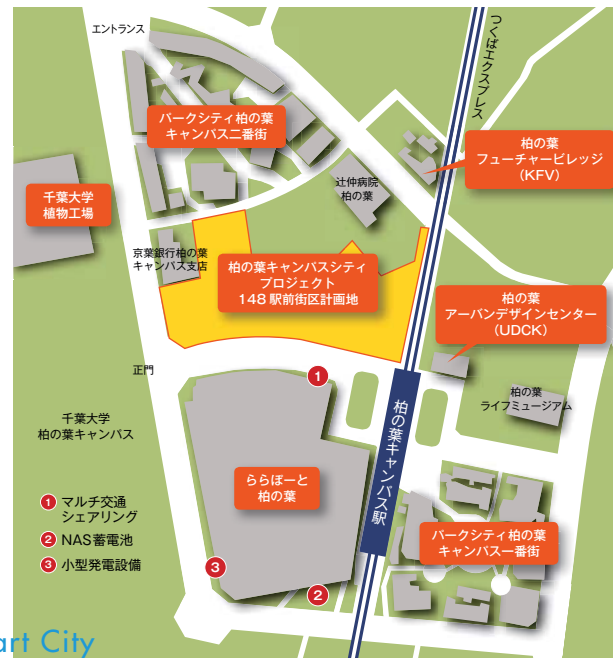 エントランス
つくばエクスプレス
パークシティ柏の葉
キャンパス二番街
柏の葉
フューチャービレッジ
（KFV）
辻仲病院
柏の葉
千葉大学
植物工場
京葉銀行柏の葉
キャンパス支店
柏の葉キャンパスシティ
プロジェクト
148 駅前街区計画地
柏の葉
アーバンデザインセンター
（UDCK）
正門
1
柏の葉
ライフミュージアム
柏の葉キャンパス駅
千葉大学
柏の葉キャンパス
ららぽーと
柏の葉
1 マルチ交通
シェアリング
2 NAS蓄電池
3 小型発電設備
パークシティ柏の葉
キャンパス一番街
3
2
art City